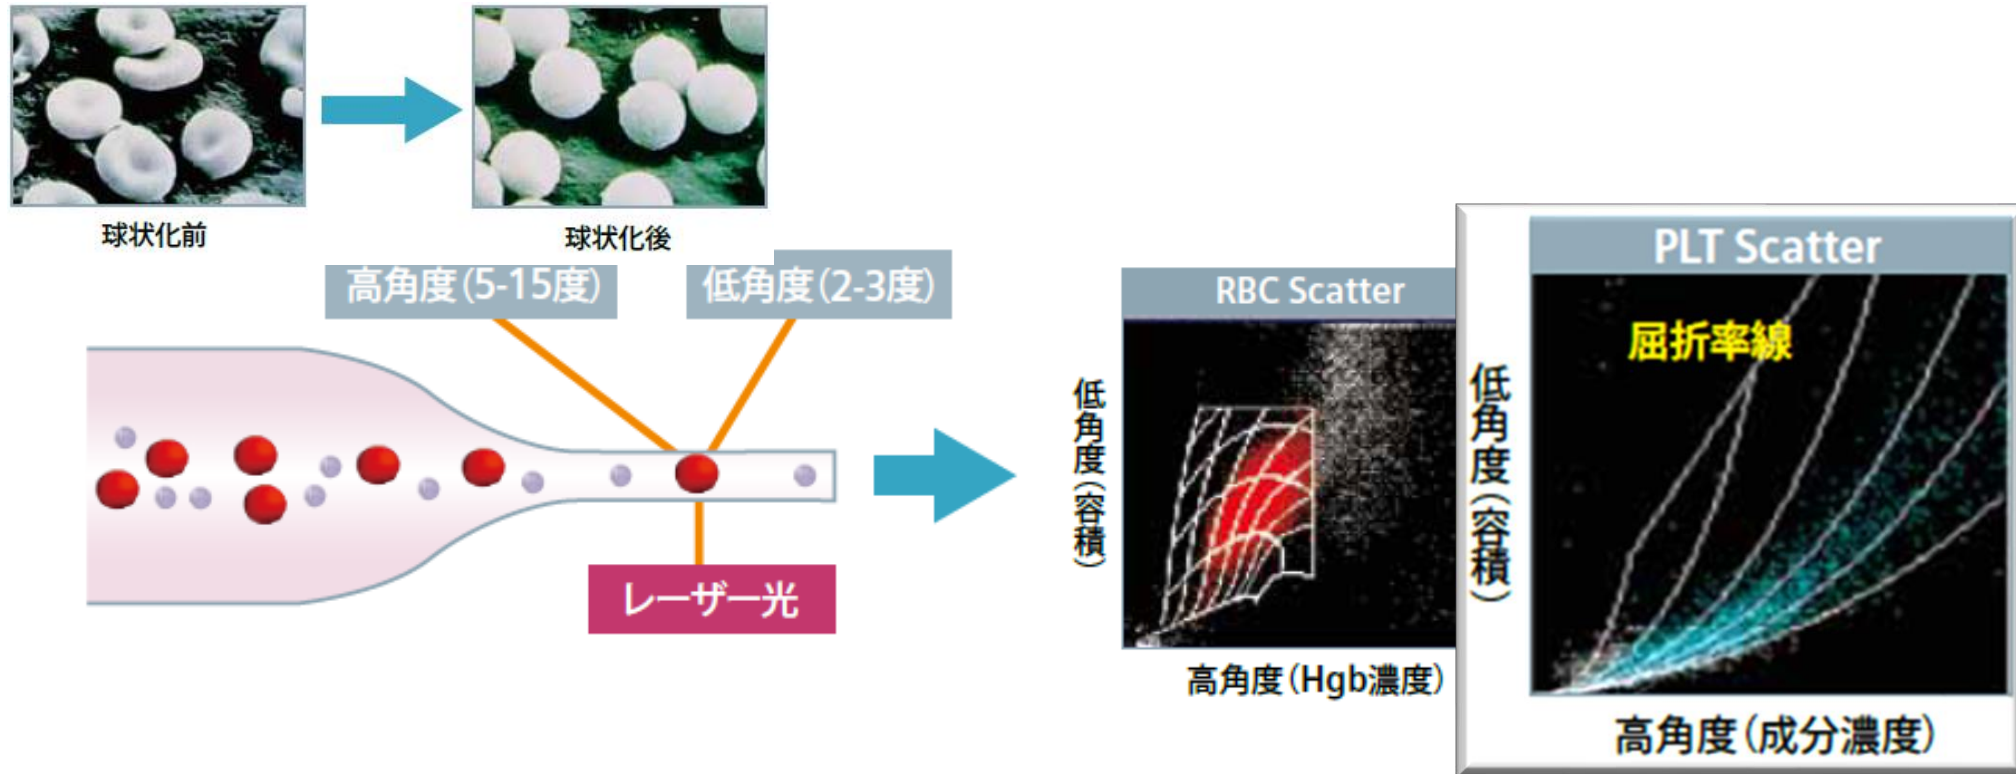 球状化前
球状化後
高角度(5-15度)
低角度(2-3度)
レーザー光
RBC Scatter
低角度(容積)
高角度(Hgb濃度)
PLT Scatter
屈折率線
低角度(容積)
高角度(成分濃度)